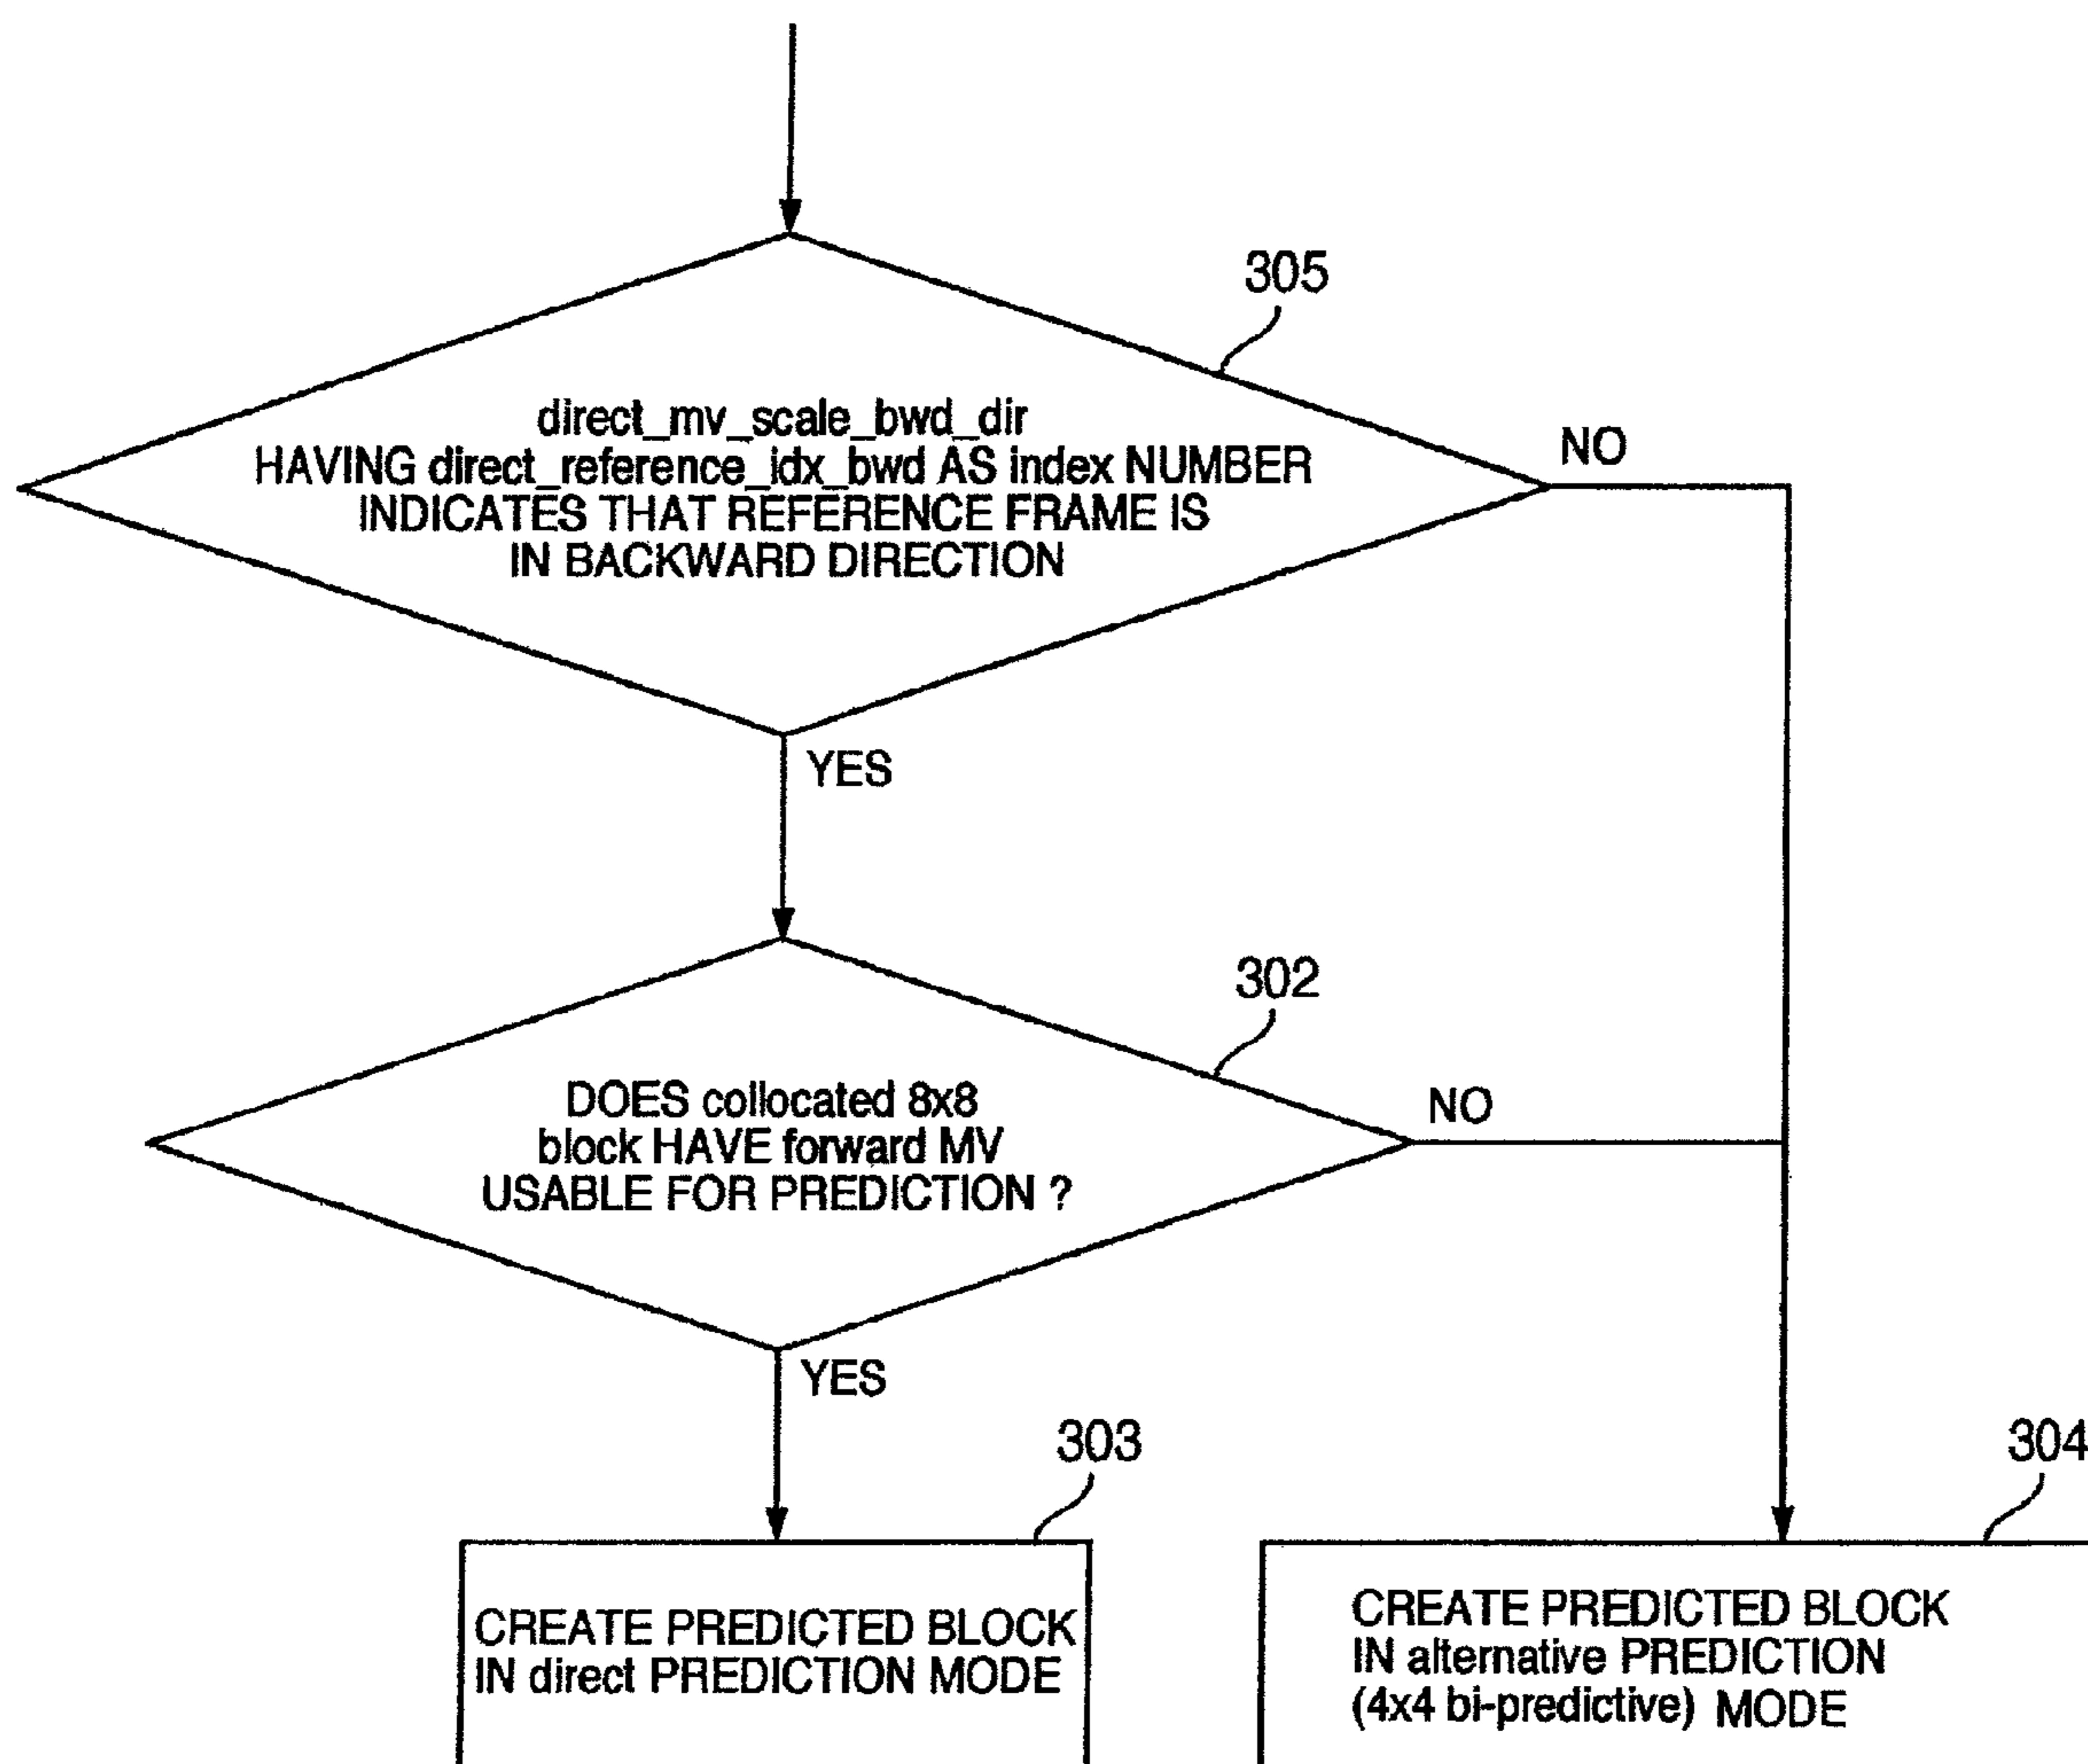 305
direct_mv_scale_bwd_dir
HAVING direct_reference_idx_bwd AS index NUMBER
INDICATES THAT REFERENCE FRAME IS
IN BACKWARD DIRECTION
NO
YES
302
DOES collocated 8x8
block HAVE forward MV
USABLE FOR PREDICTION ?
NO
YES
303
CREATE PREDICTED BLOCK
IN direct PREDICTION MODE
304
CREATE PREDICTED BLOCK
IN alternative PREDICTION
(4x4 bi-predictive) MODE